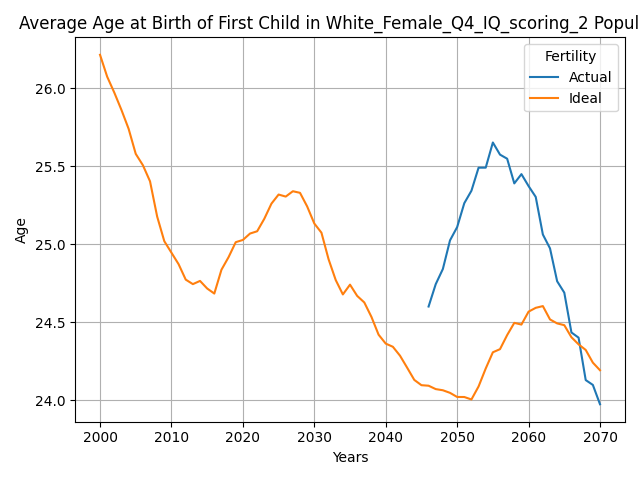 Average Age at Birth of First Child in White_Female_Q4_IQ_scoring_2 Popul
Fertility
Actual
Ideal
26.0
25.5
25.0
24.5
24.0
Age
2000 2010 2020 2030 2040 2050 2060 2070
Years